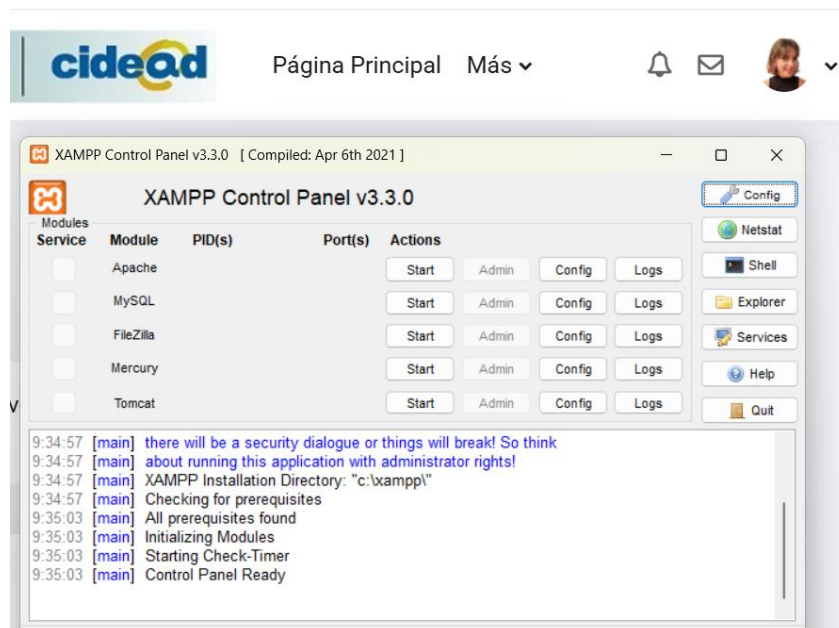 cidead Página Principal Más
XAMPP Control Panel v3.3.0 [ Compiled: Apr 6th 2021 ]
XAMPP Control Panel v3.3.0 Config
Modules
Service Module PID(s) Port(s) Actions Netstat
Apache Start Admin Config Logs Shell
MySQL Start Admin Config Logs Explorer
FileZilla Start Admin Config Logs Services
Mercury Start Admin Config Logs Help
Tomcat Start Admin Config Logs Quit
9:34:57 [main] there will be a security dialogue or things will break! So think
9:34:57 [main] about running this application with administrator rights!
9:34:57 [main] XAMPP Installation Directory: "c:\xampp\"
9:34:57 [main] Checking for prerequisites
9:35:03 [main] All prerequisites found
9:35:03 [main] Initializing Modules
9:35:03 [main] Starting Check-Timer
9:35:03 [main] Control Panel Ready